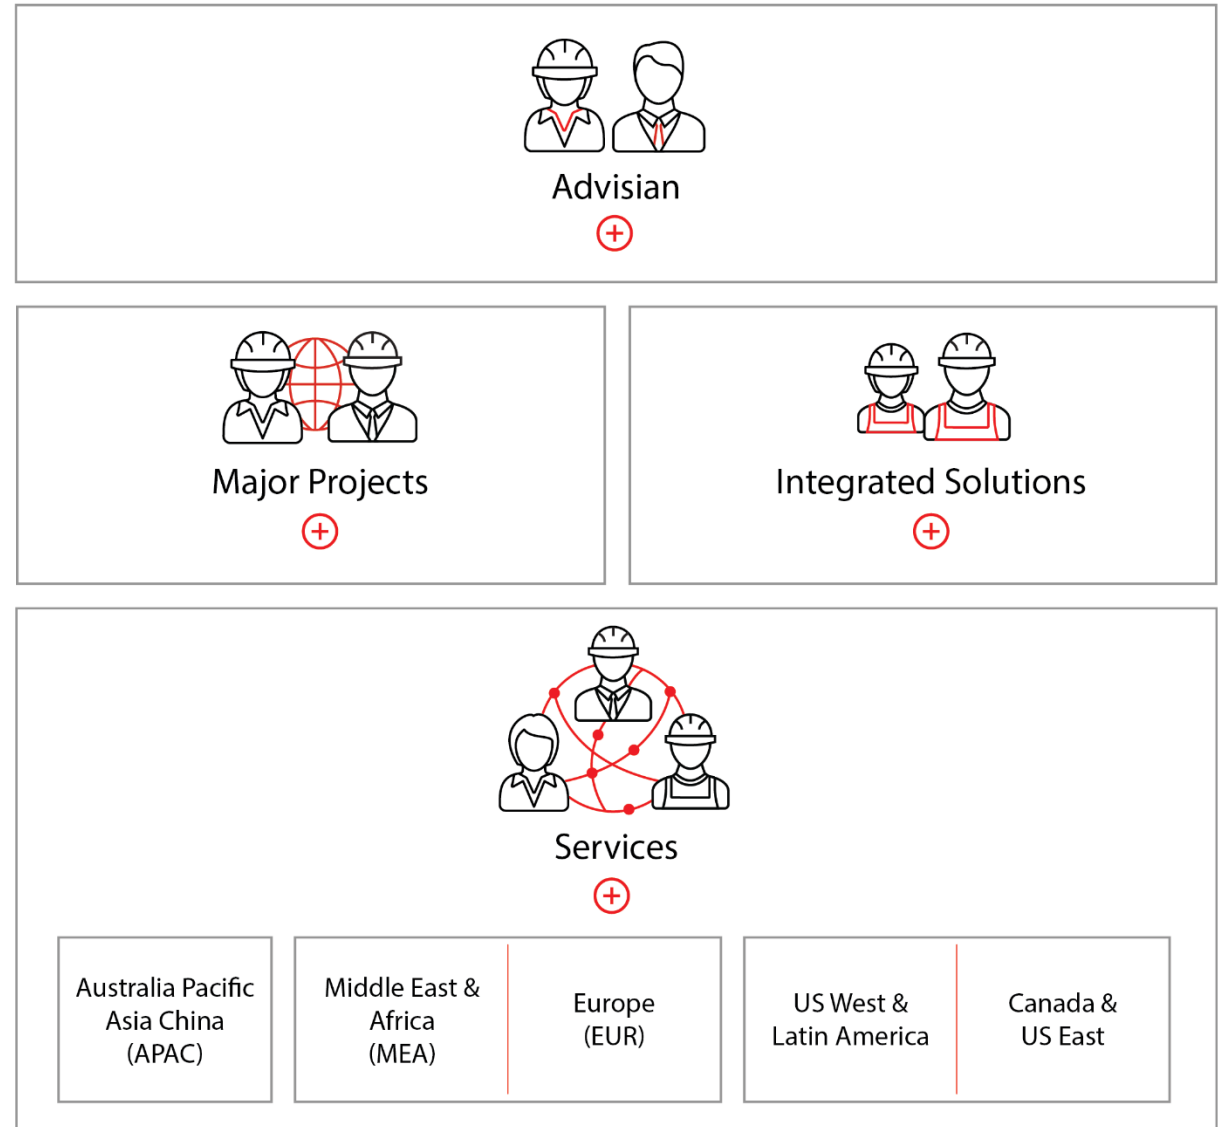 Advisian
Major Projects
Integrated Solutions
Services
Australia Pacific
Asia China
(APAC)
Middle East &
Africa
(MEA)
Europe
(EUR)
US West &
Latin America
Canada &
US East